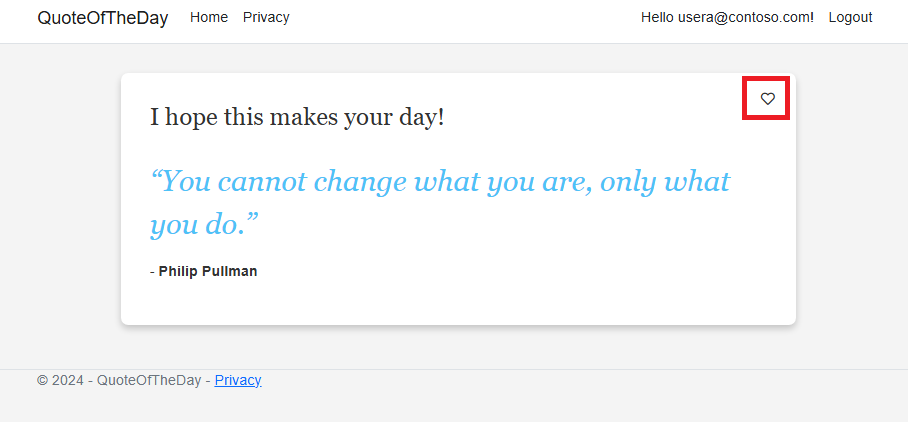 QuoteOfTheDay Home Privacy Hello usera@contoso.com! Logout
I hope this makes your day!
“You cannot change what you are, only what
you do.”
- Philip Pullman
© 2024 - QuoteOfTheDay - Privacy